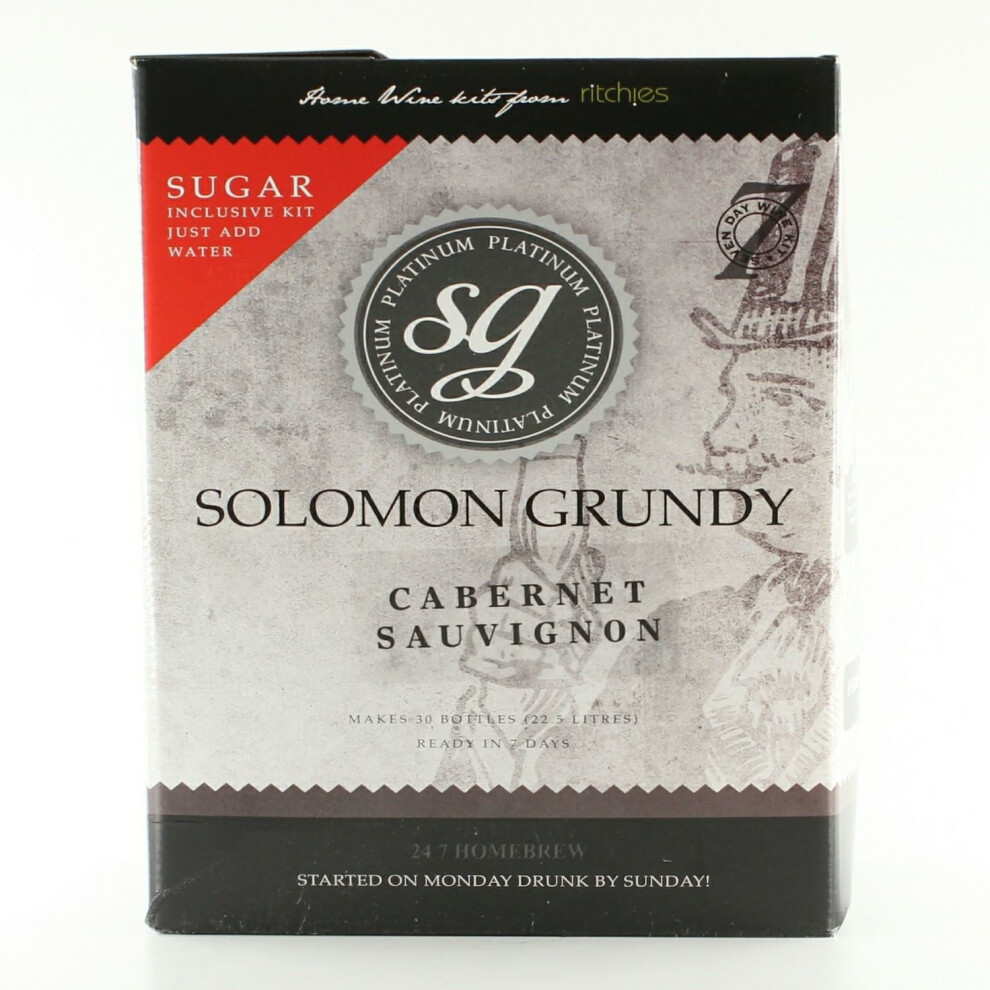 Home Wine kits from ritchies
SUGAR
INCLUSIVE KIT
JUST ADD
WATER
7
SEVEN DAY WINE KIT
PLATINUM PLATINUM PLATINUM PLATINUM PLATINUM PLATINUM
sg
SOLOMON GRUNDY
CABERNET
SAUVIGNON
MAKES 30 BOTTLES (22.5 LITRES)
READY IN 7 DAYS
24 7 HOMEBREW
STARTED ON MONDAY DRUNK BY SUNDAY!